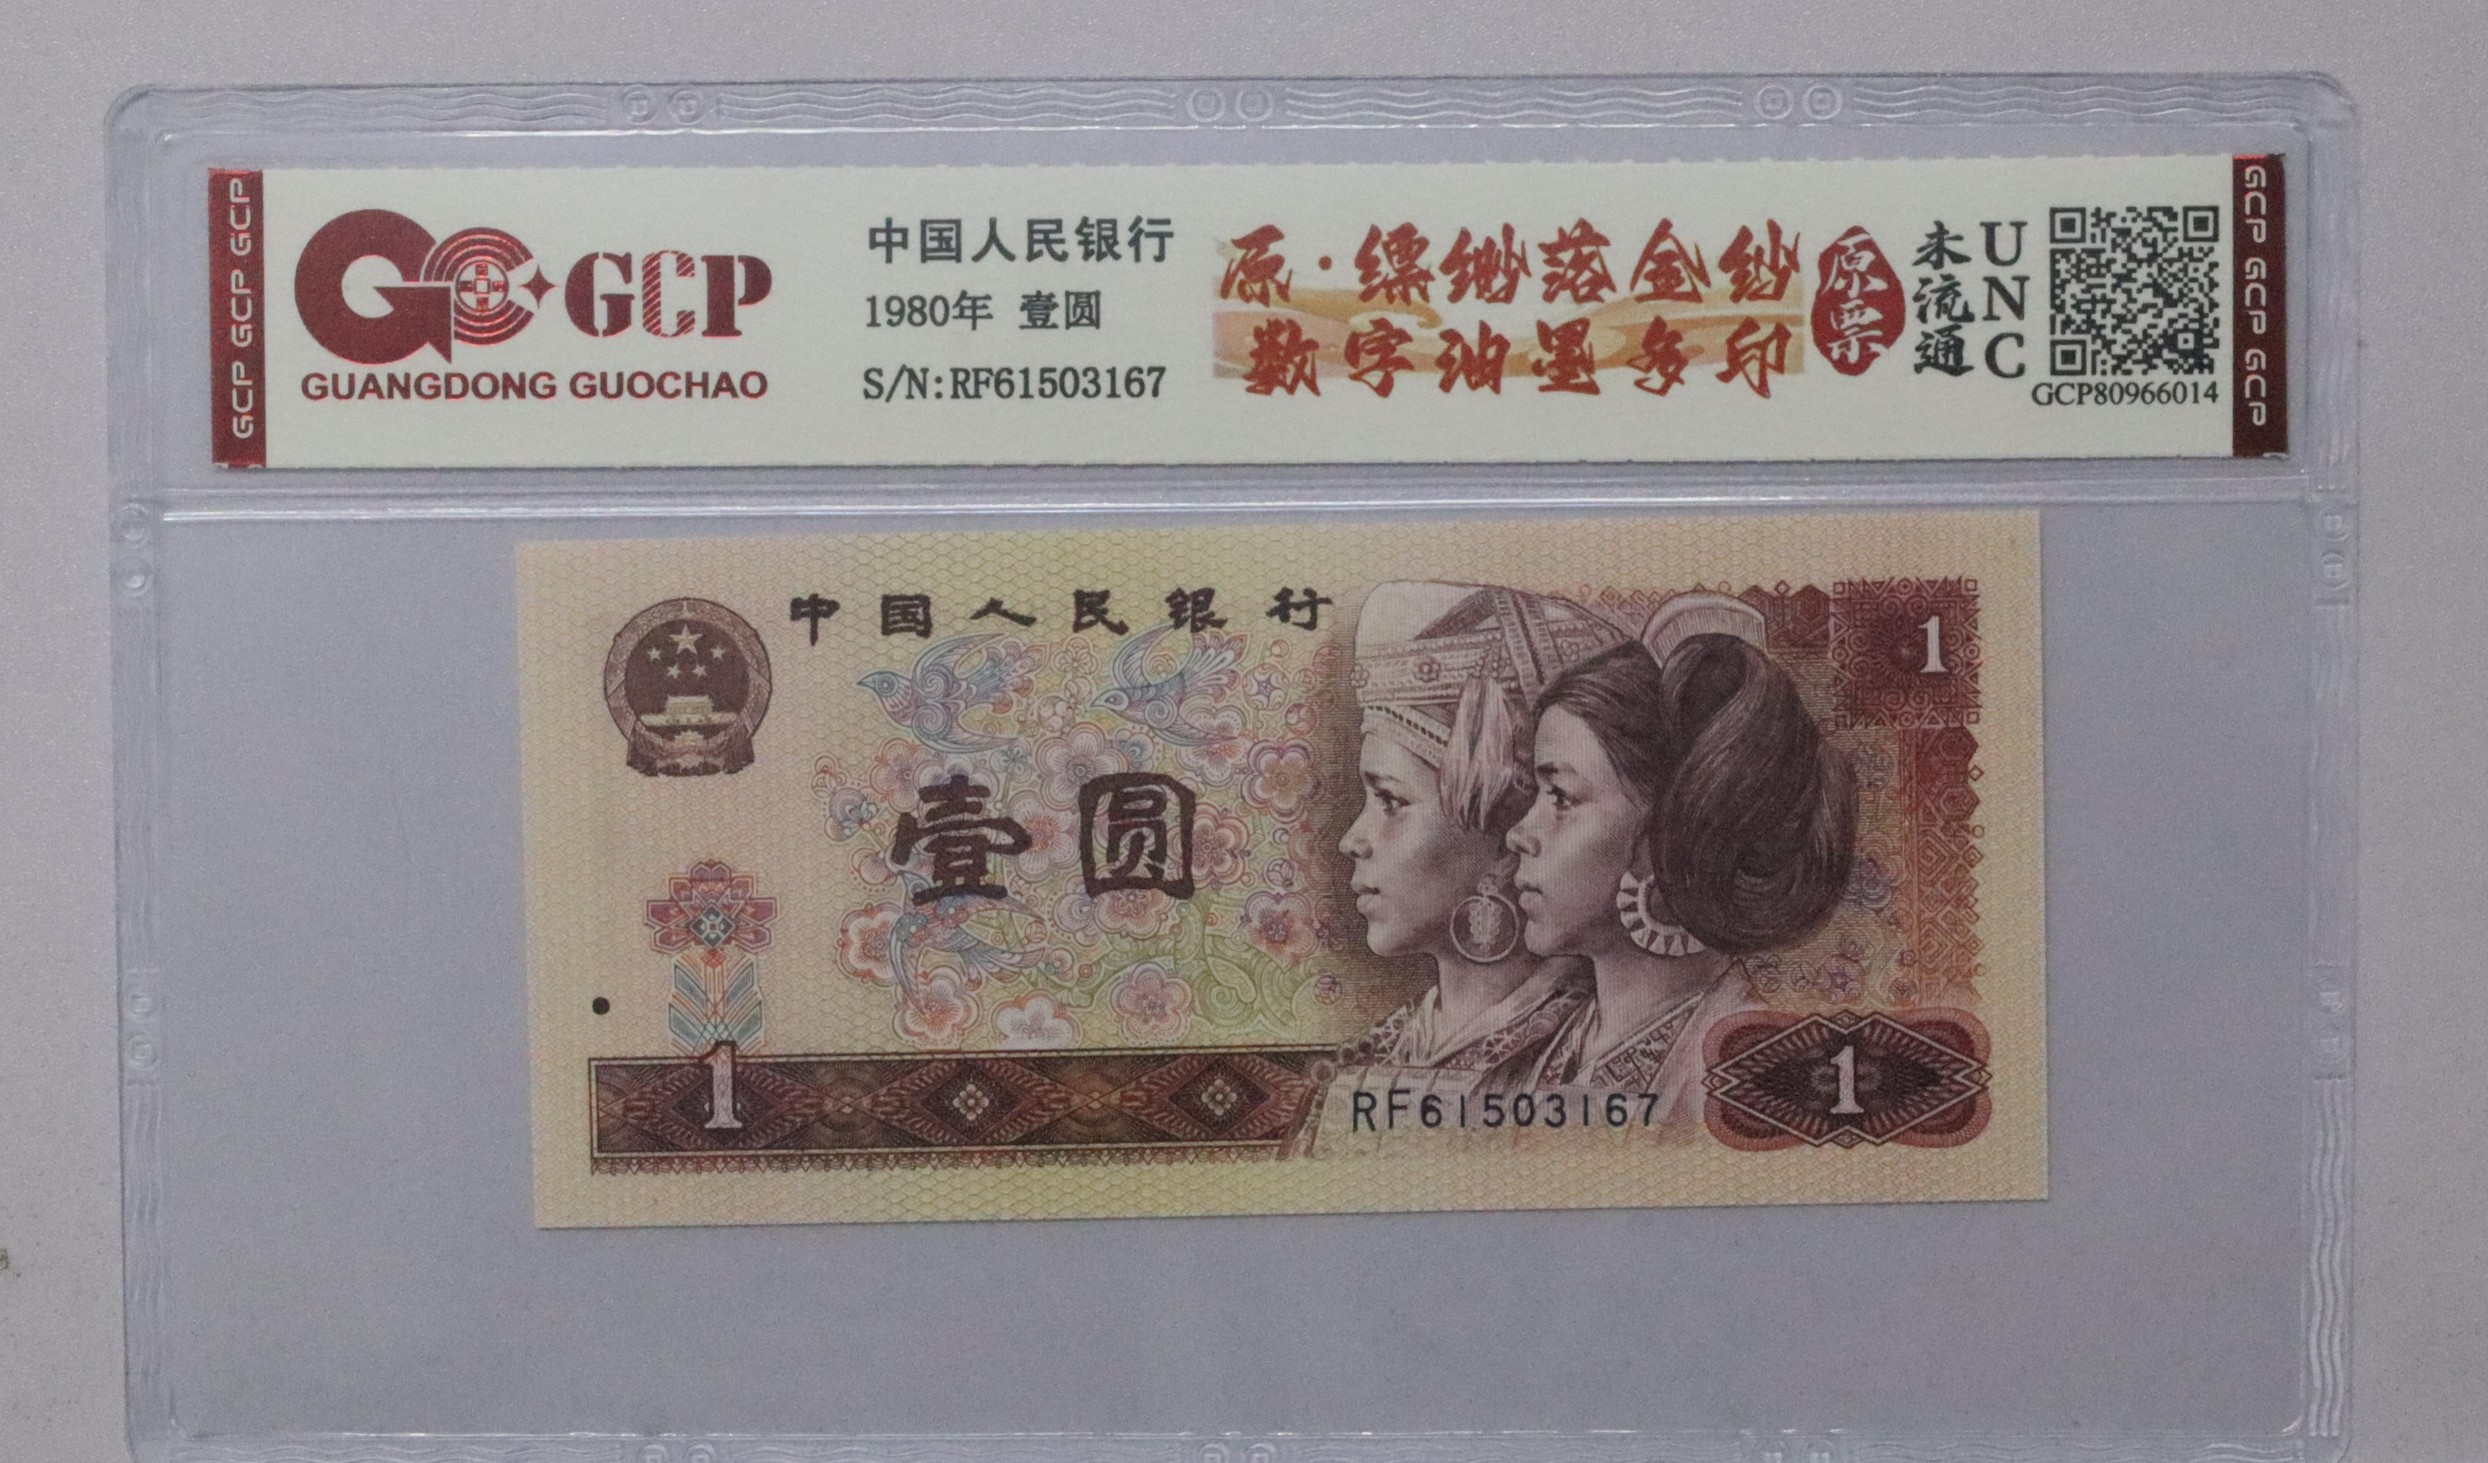 GCP GCP GCP
GCP
GUANGDONG GUOCHAO
中国人民银行
1980年 壹圆
S/N:RF61503167
原·缥缈落金纱
数字油墨多印
原票
未流通
UNC
GCP80966014
GCP GCP GCP
中国人民银行
1
壹圆
1
1
RF61503167